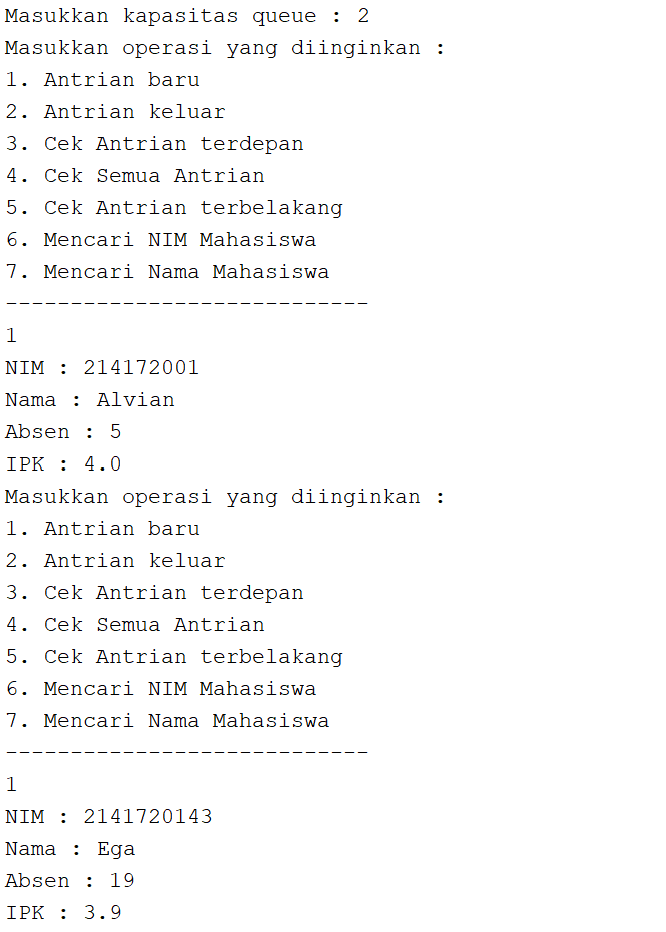 Masukkan kapasitas queue : 2
Masukkan operasi yang diinginkan :
1. Antrian baru
2. Antrian keluar
3. Cek Antrian terdepan
4. Cek Semua Antrian
5. Cek Antrian terbelakang
6. Mencari NIM Mahasiswa
7. Mencari Nama Mahasiswa
----------------------------
1
NIM : 214172001
Nama : Alvian
Absen : 5
IPK : 4.0
Masukkan operasi yang diinginkan :
1. Antrian baru
2. Antrian keluar
3. Cek Antrian terdepan
4. Cek Semua Antrian
5. Cek Antrian terbelakang
6. Mencari NIM Mahasiswa
7. Mencari Nama Mahasiswa
----------------------------
1
NIM : 2141720143
Nama : Ega
Absen : 19
IPK : 3.9